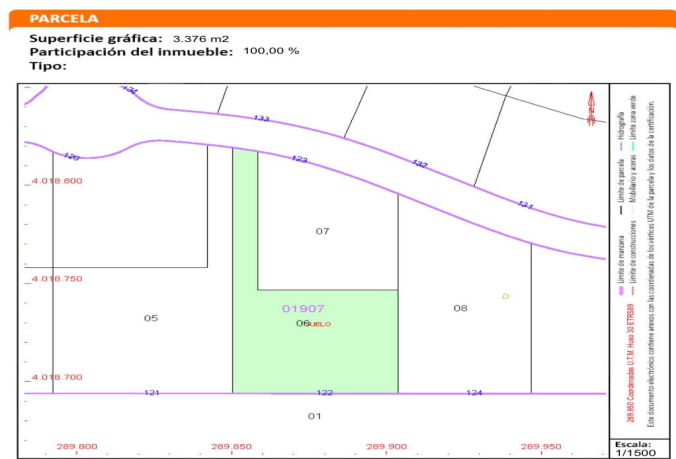 PARCELA
Superficie gráfica: 3.376 m2
Participación del inmueble: 100,00 %
Tipo:
134
133
132
131
120
123
4.018.800
07
4.018.750
01907
06
SUELO
08
D
05
4.018.700
121
122
124
01
289.800
289.850
289.900
289.950
Límite de manzana
Límite de parcela
Hidrografía
Límite de construcciones
Mobiliario y aceras
Límite zona verde
289.950 Coordenadas U.T.M. Huso 30 ETRS89
Este documento electrónico contiene anexos con las coordenadas de los vértices UTM de la parcela y los datos de la certificación.
Escala:
1/1500